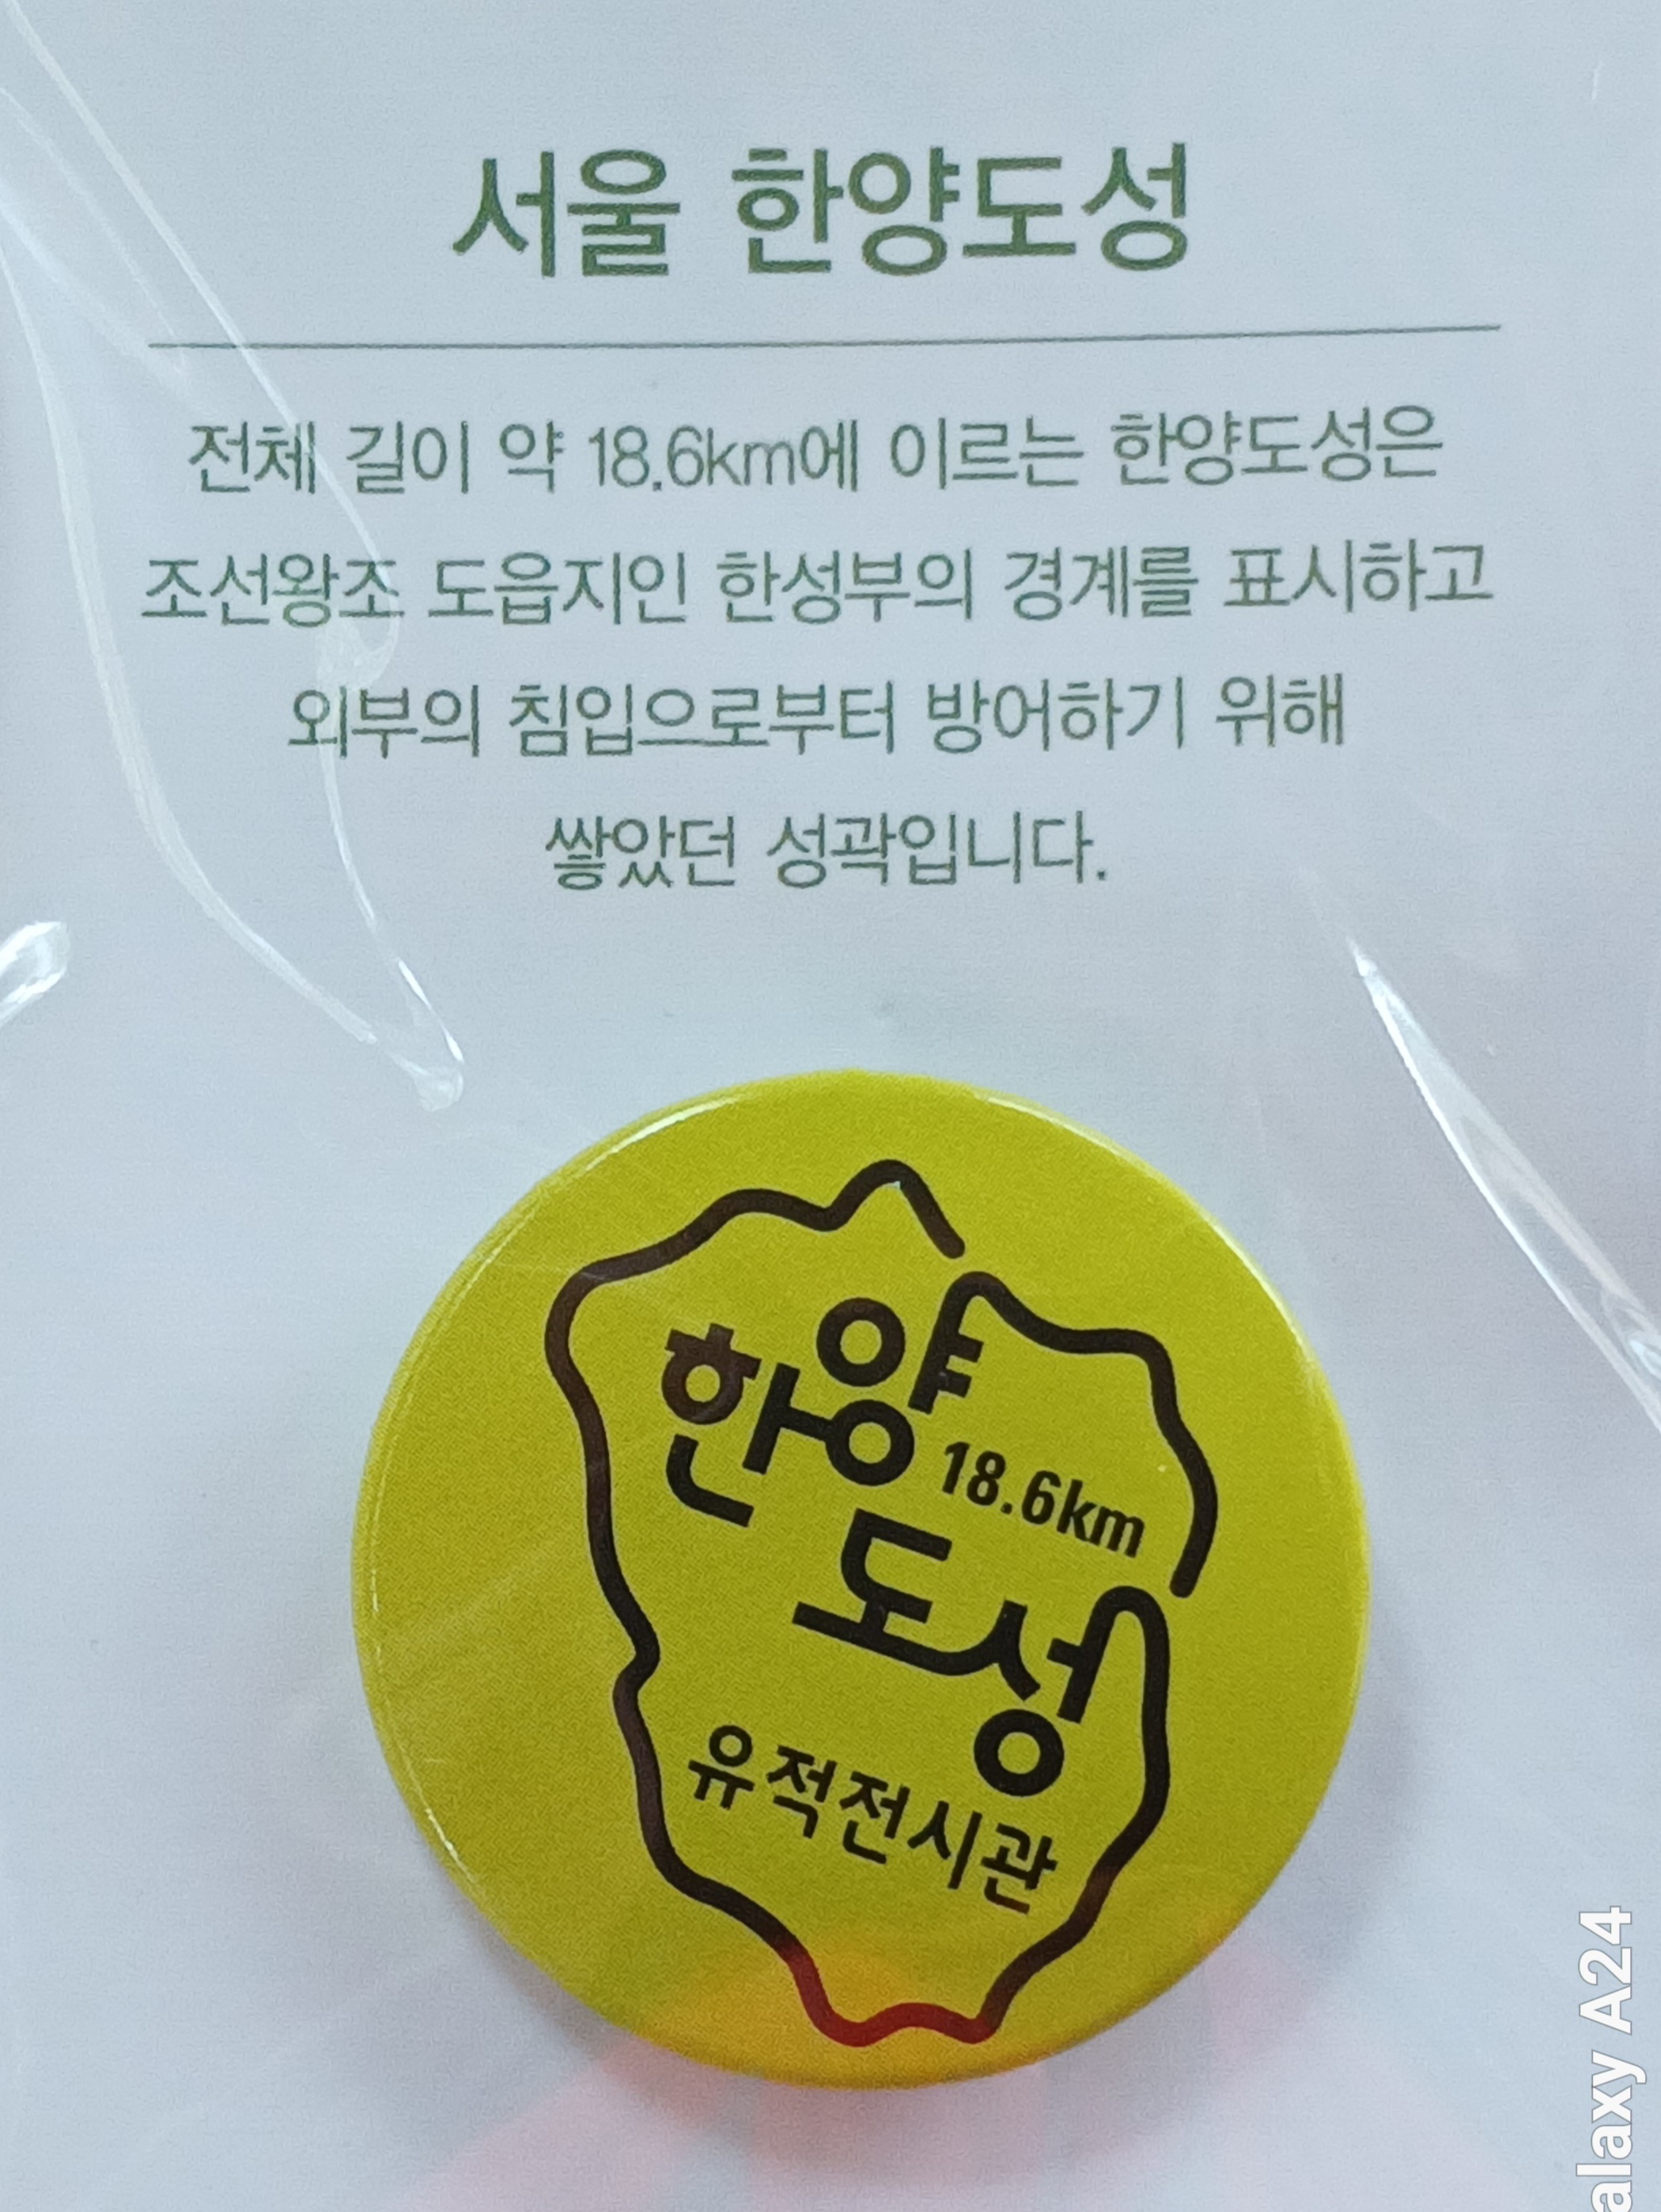 서울 한양도성
전체 길이 약 18.6km에 이르는 한양도성은
조선왕조 도읍지인 한성부의 경계를 표시하고
외부의 침입으로부터 방어하기 위해
쌓았던 성곽입니다.
한양
18.6km
도성
유적전시관
alaxy A24